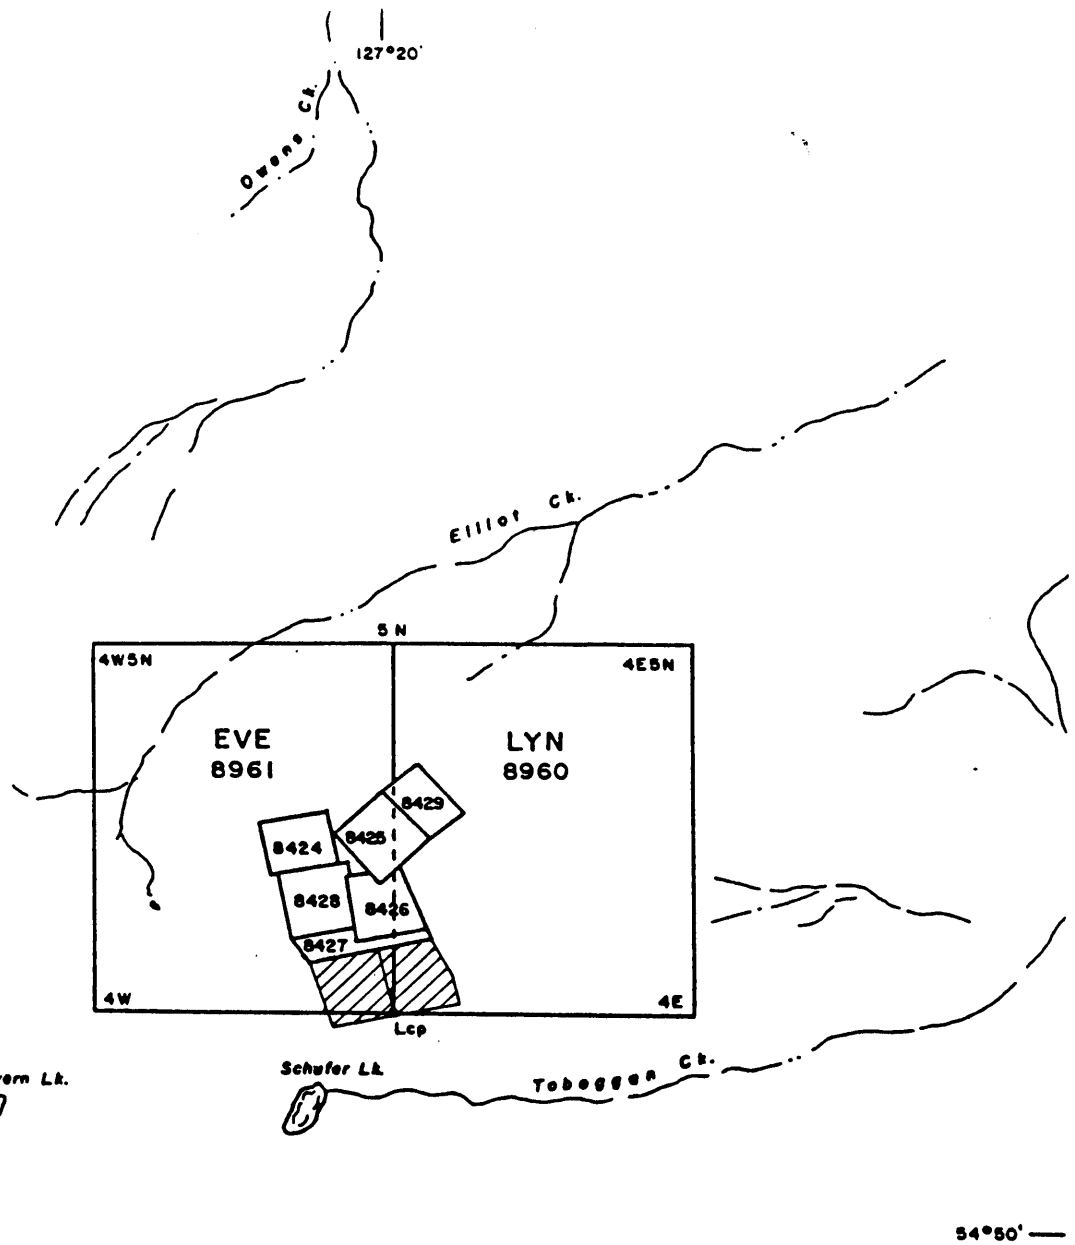 127°20'
Owens Ck.
Elliot Ck.
5 N
4W5N
4E5N
EVE
8961
LYN
8960
8429
8425
8424
8428
8426
8427
4W
4E
Lcp
Schufer Lk.
Toboggan Ck.
Lk.
54°50'